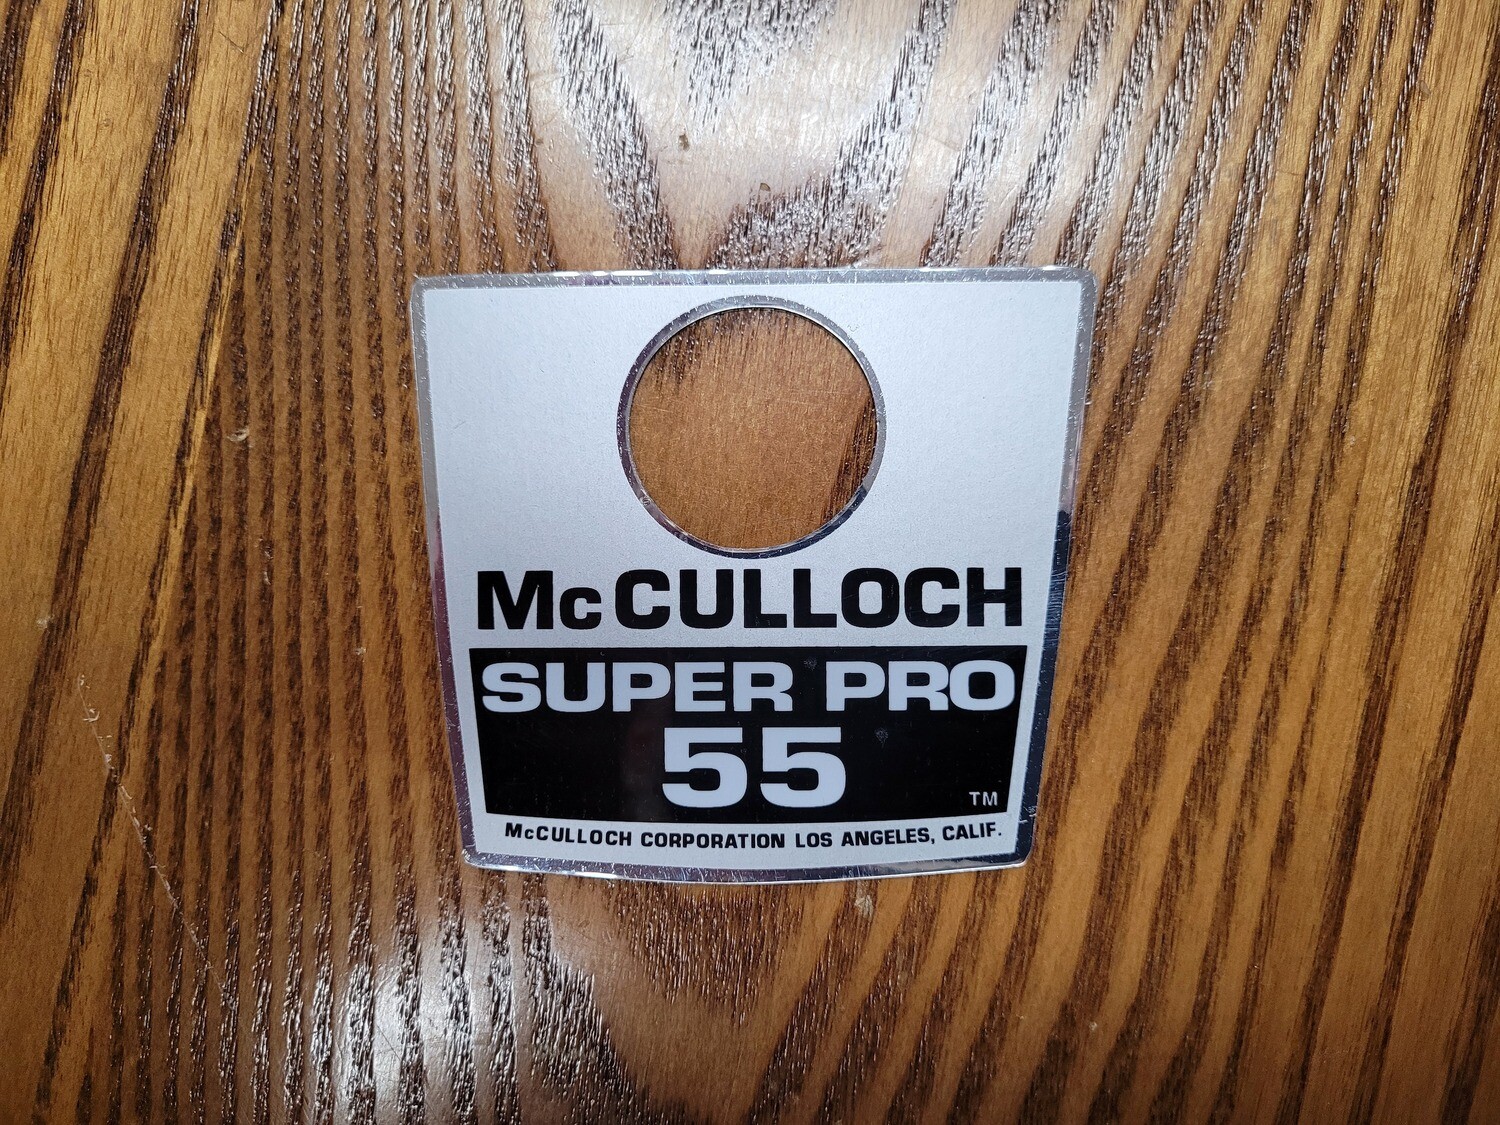 McCULLOCH
SUPER PRO
55
TM
McCULLOCH CORPORATION LOS ANGELES, CALIF.